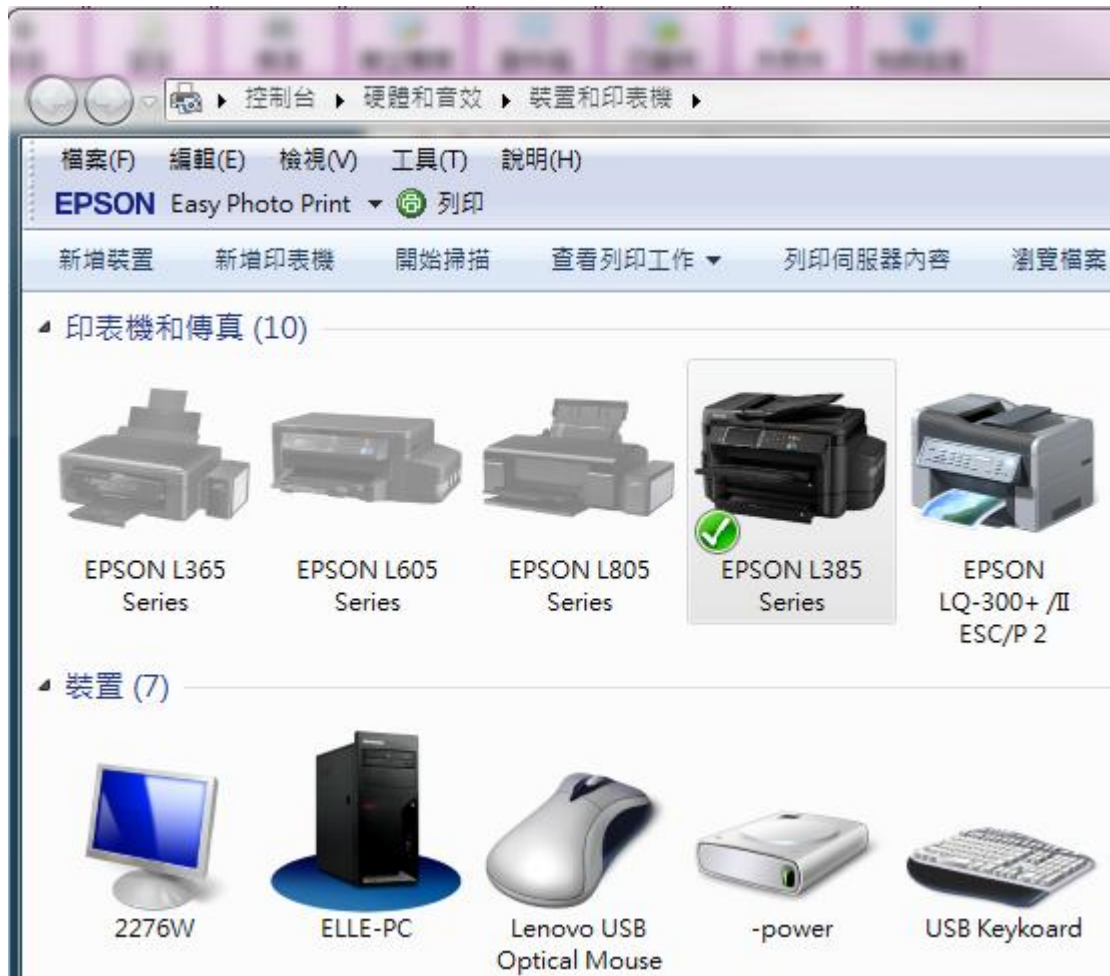 控制台 ▸ 硬體和音效 ▸ 裝置和印表機 ▸
檔案(F) 編輯(E) 檢視(V) 工具(T) 說明(H)
EPSON Easy Photo Print 列印
新增裝置 新增印表機 開始掃描 查看列印工作 列印伺服器內容 瀏覽檔案
印表機和傳真 (10)
EPSON L365
Series
EPSON L605
Series
EPSON L805
Series
EPSON L385
Series
EPSON
LQ-300+ /II
ESC/P 2
裝置 (7)
2276W
ELLE-PC
Lenovo USB
Optical Mouse
-power
USB Keykoard